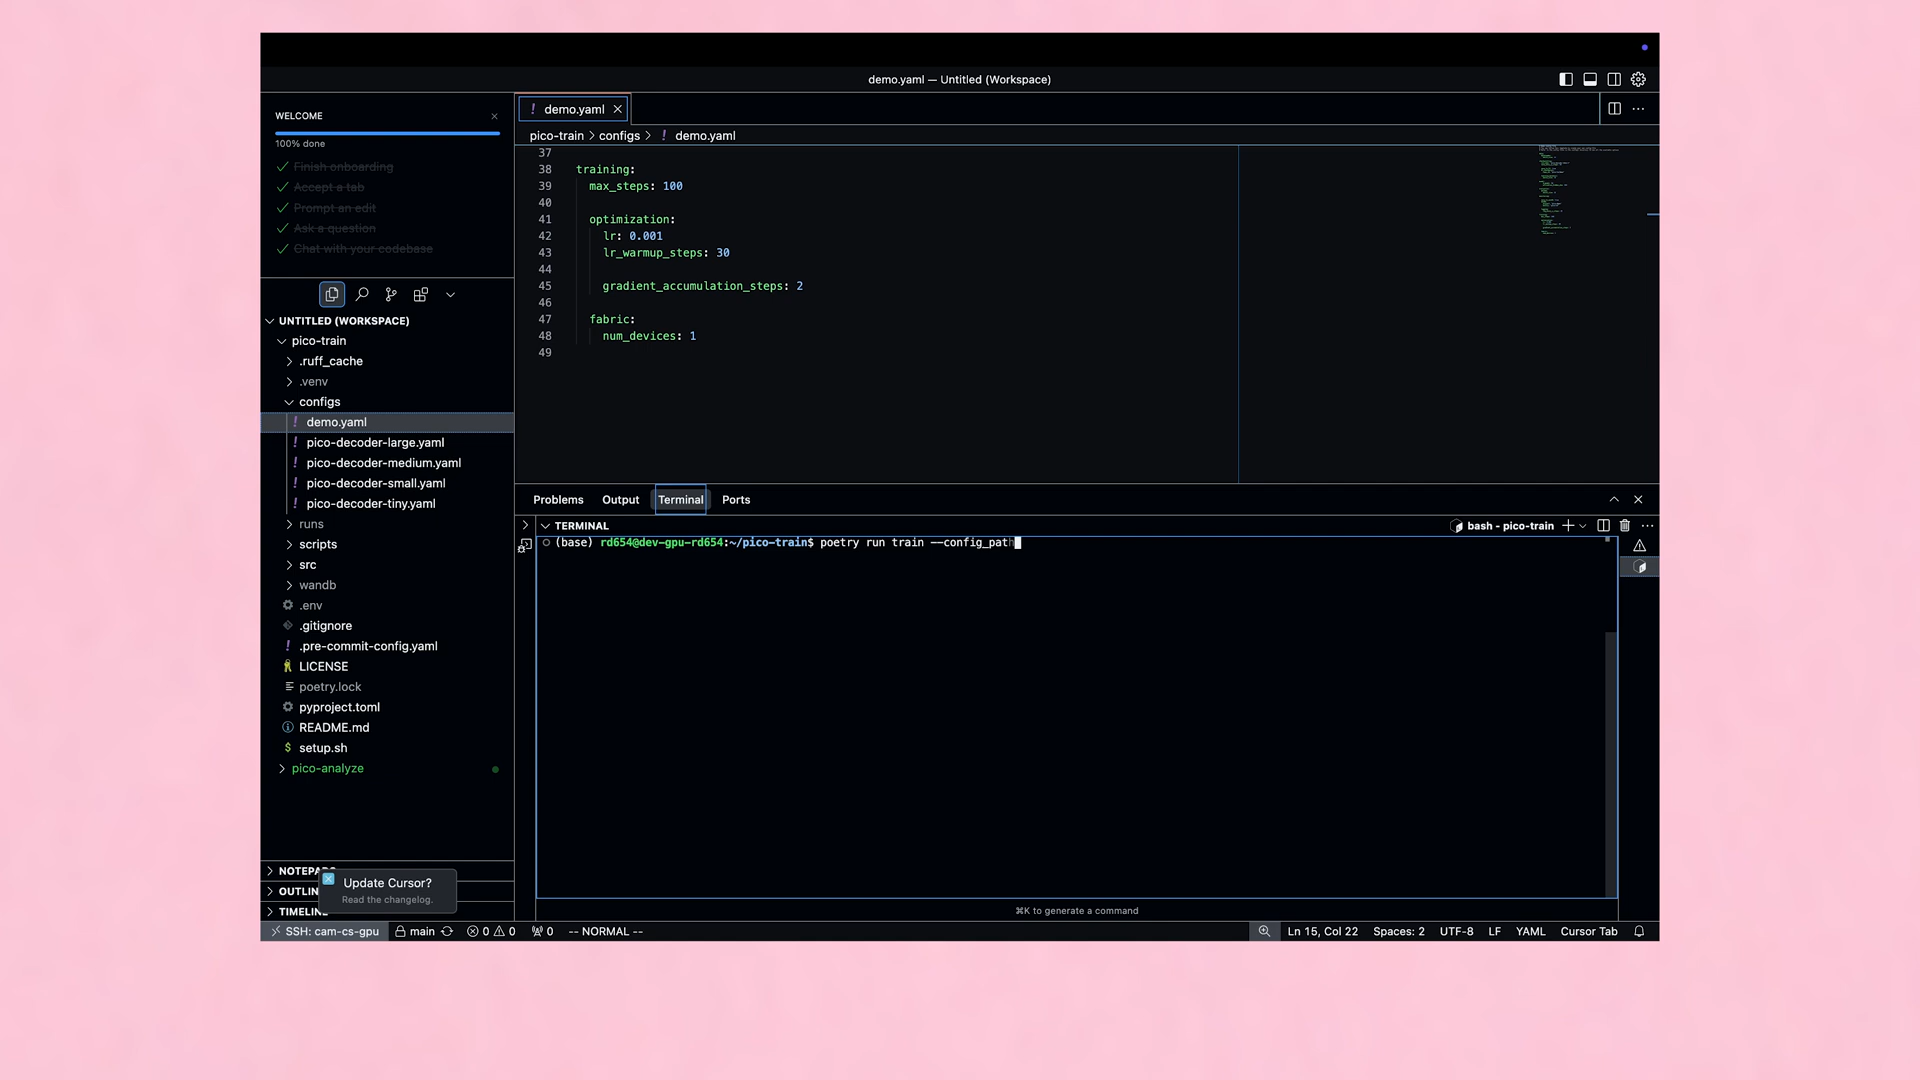 demo.yaml — Untitled (Workspace)
WELCOME
100% done
Finish onboarding
Accept a tab
Prompt an edit
Ask a question
Chat with your codebase
UNTITLED (WORKSPACE)
pico-train
.ruff_cache
.venv
configs
demo.yaml
pico-decoder-large.yaml
pico-decoder-medium.yaml
pico-decoder-small.yaml
pico-decoder-tiny.yaml
runs
scripts
src
wandb
.env
.gitignore
.pre-commit-config.yaml
LICENSE
poetry.lock
pyproject.toml
README.md
setup.sh
pico-analyze
TIMELINE
Update Cursor?
Read the changelog.
demo.yaml
pico-train > configs > ! demo.yaml
37
38 training:
39 max_steps: 100
40
41 optimization:
42 lr: 0.001
43 lr_warmup_steps: 30
44
45 gradient_accumulation_steps: 2
46
47 fabric:
48 num_devices: 1
49
Problems Output Terminal Ports
TERMINAL
bash - pico-train
(base) rd654@dev-gpu-rd654:~/pico-train$ poetry run train --config_path
⌘K to generate a command
SSH: cam-cs-gpu main 0 0 0 -- NORMAL -- Ln 15, Col 22 Spaces: 2 UTF-8 LF YAML Cursor Tab